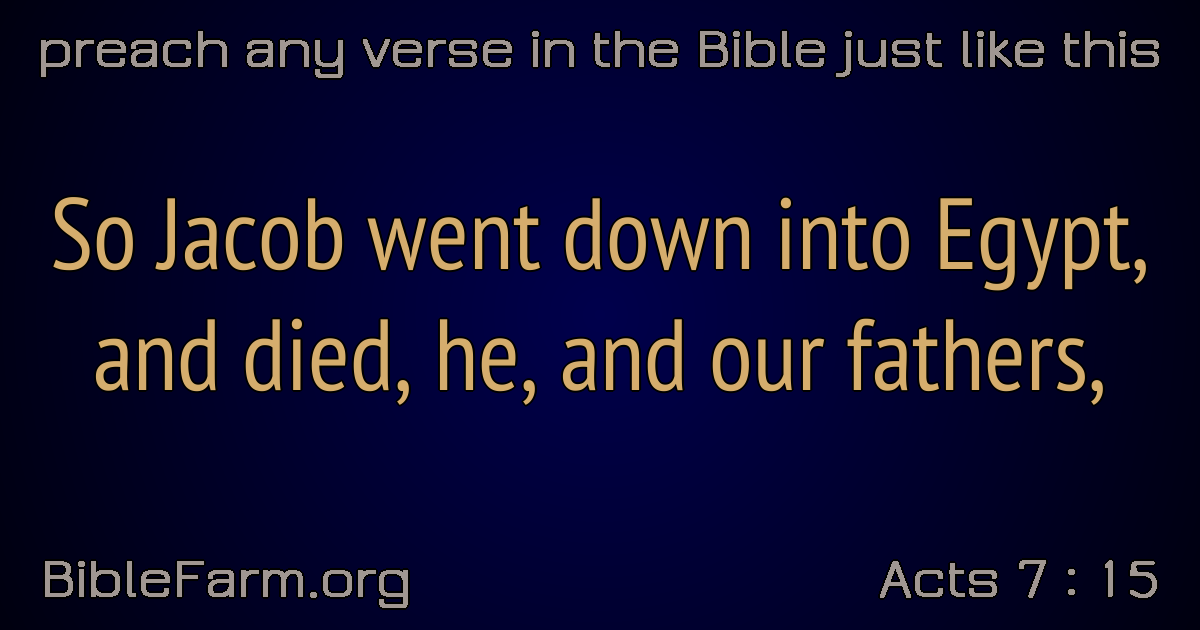 preach any verse in the Bible just like this
So Jacob went down into Egypt,
and died, he, and our fathers,
BibleFarm.org
Acts 7 : 15